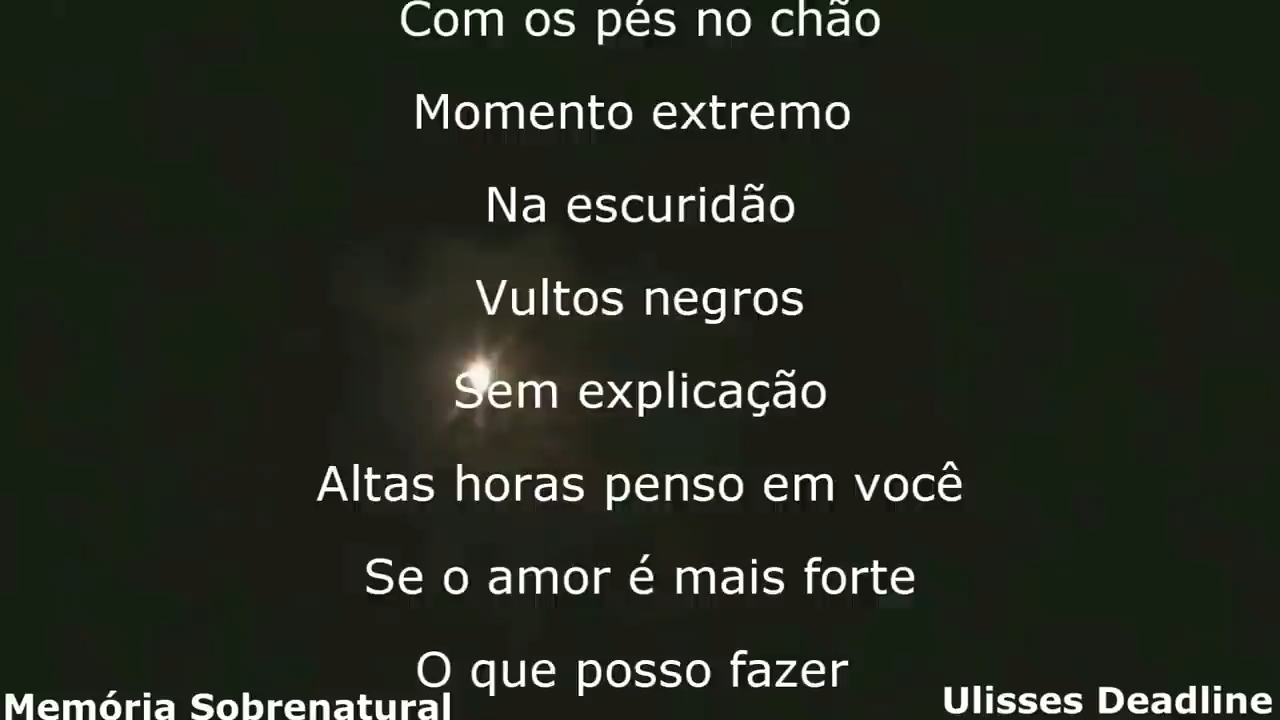 Com os pés no chão
Momento extremo
Na escuridão
Vultos negros
Sem explicação
Altas horas penso em você
Se o amor é mais forte
O que posso fazer
Memória Sobrenatural
Ulisses Deadline